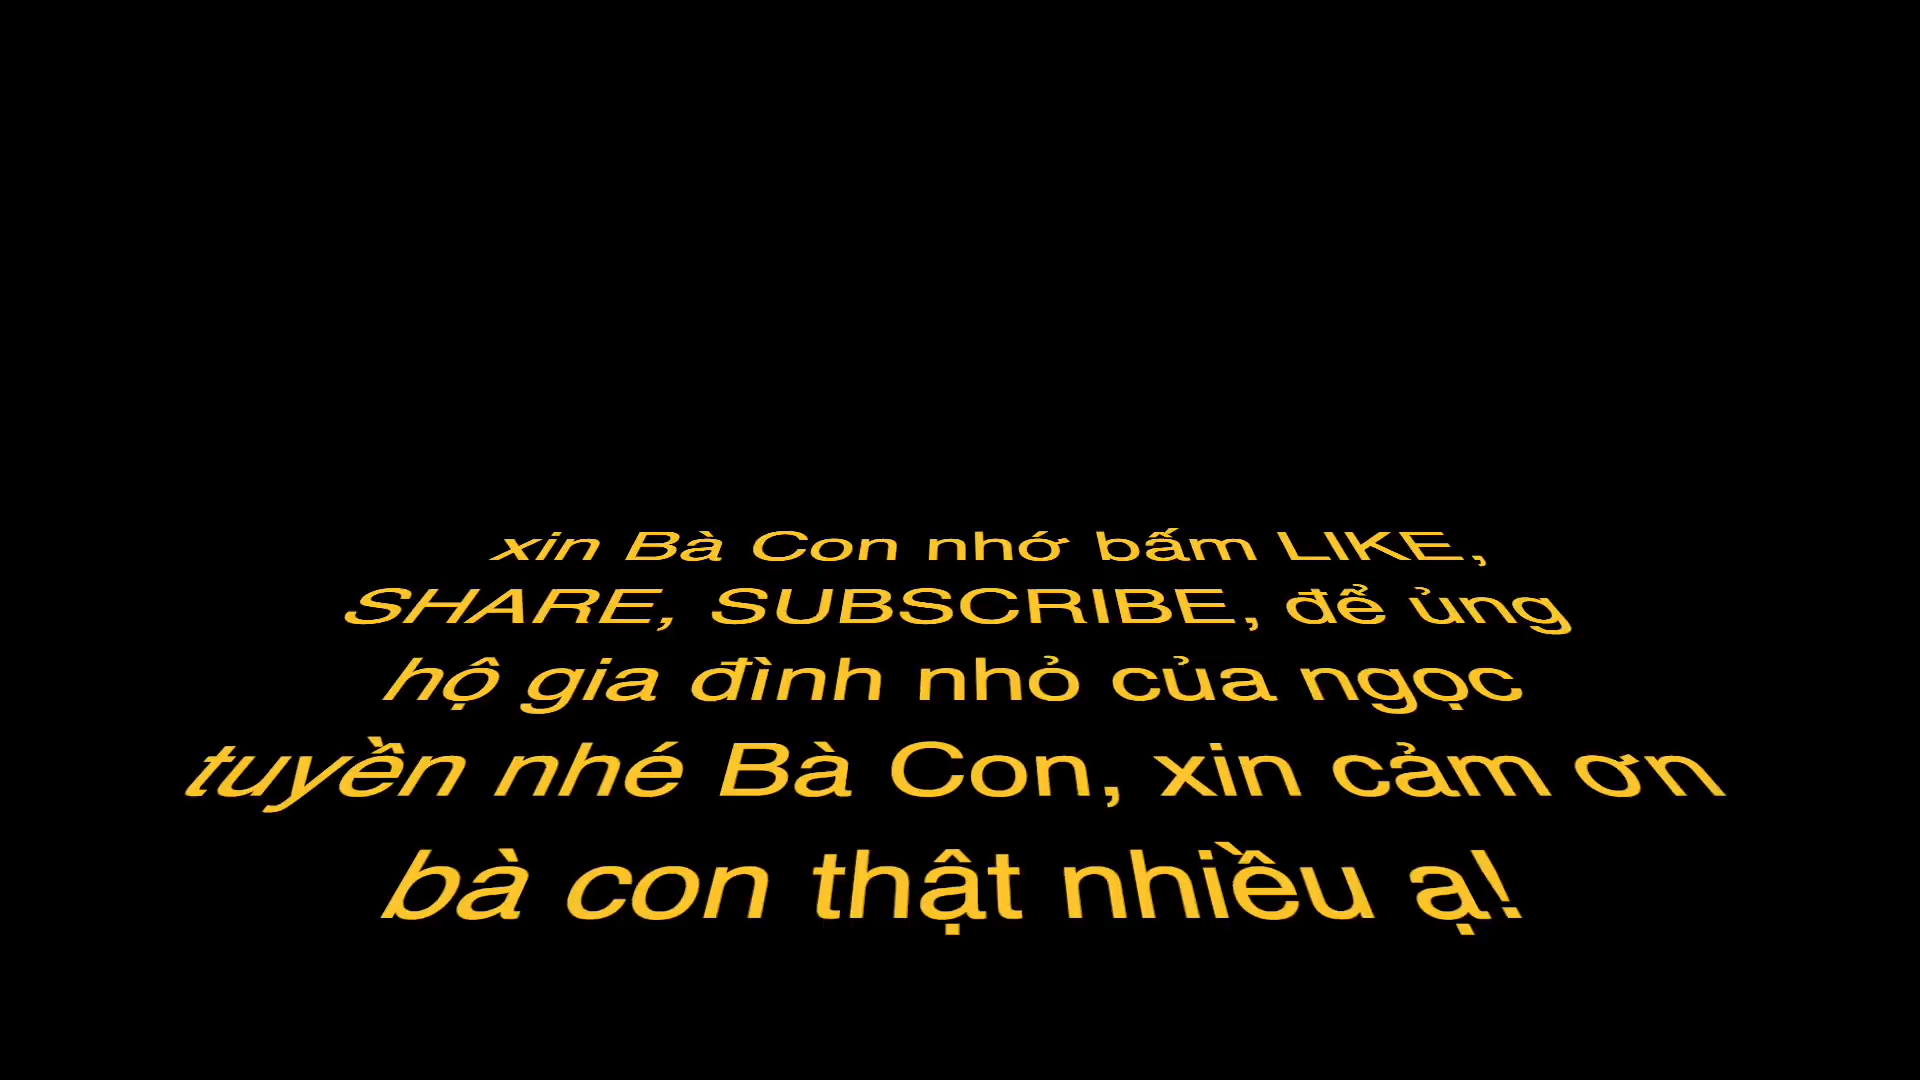 xin Bà Con nhớ bấm LIKE,
SHARE, SUBSCRIBE, để ủng
hộ gia đình nhỏ của ngọc
tuyền nhé Bà Con, xin cảm ơn
bà con thật nhiều ạ!